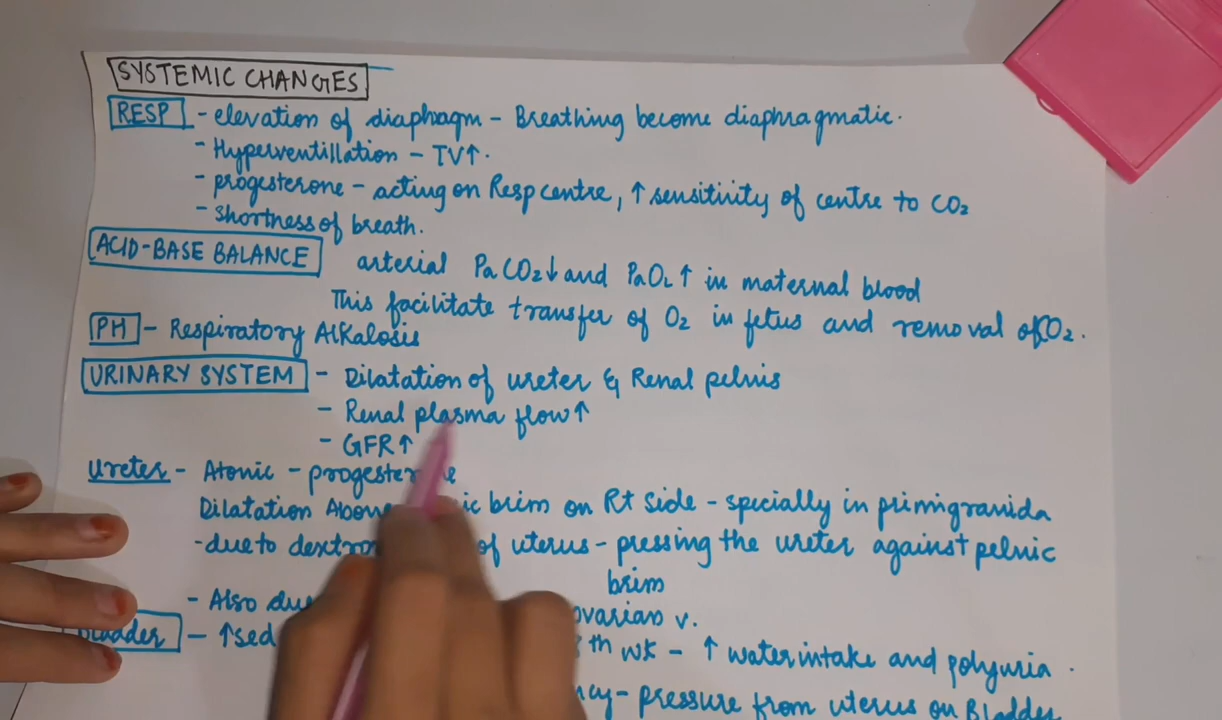 SYSTEMIC CHANGES
RESP - elevation of diaphagm - Breathing become diaphragmatic.
- Hyperventillation - TV↑.
- progesterone - acting on Resp centre, ↑ sensitivity of centre to CO2
- shortness of breath.
ACID-BASE BALANCE arterial PaCO2↓ and PaO2↑ in maternal blood
This facilitate transfer of O2 in fetus and removal of CO2.
PH - Respiratory Alkalosis
URINARY SYSTEM - Dilatation of ureter & Renal pelvis
- Renal plasma flow↑
- GFR↑
Ureter - Atonic -
Dilatation Above brim on Rt side - specially in primigravida
- due to of uterus - pressing the ureter against pelvic
brim
- Also due ovarian v.
Bladder - ↑ th wk - ↑ water intake and polyuria.
- pressure from uterus on Bladder